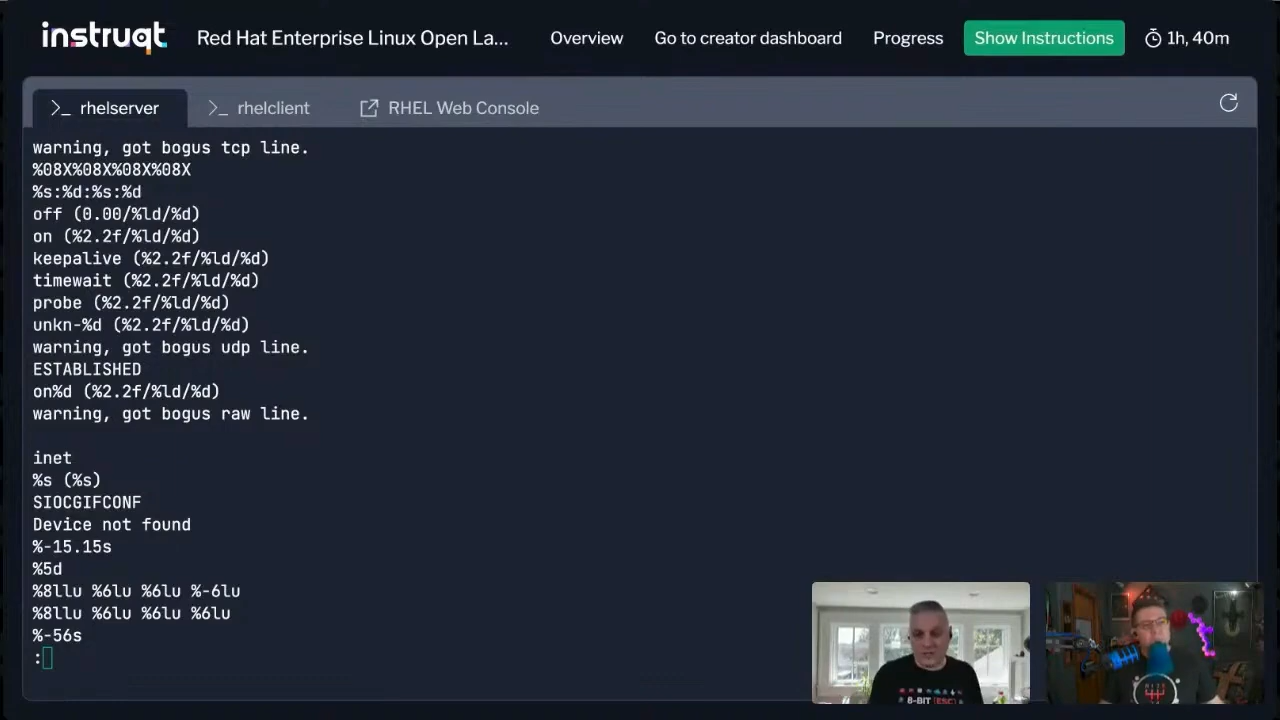 instruqt
Red Hat Enterprise Linux Open La...
Overview
Go to creator dashboard
Progress
Show Instructions
1h, 40m
>_ rhelserver
>_ rhelclient
RHEL Web Console
warning, got bogus tcp line.
%08X%08X%08X%08X
%s:%d:%s:%d
off (0.00/%ld/%d)
on (%2.2f/%ld/%d)
keepalive (%2.2f/%ld/%d)
timewait (%2.2f/%ld/%d)
probe (%2.2f/%ld/%d)
unkn-%d (%2.2f/%ld/%d)
warning, got bogus udp line.
ESTABLISHED
on%d (%2.2f/%ld/%d)
warning, got bogus raw line.
inet
%s (%s)
SIOCGIFCONF
Device not found
%-15.15s
%5d
%8llu %6lu %6lu %-6lu
%8llu %6lu %6lu %6lu
%-56s
:
8-BIT [ESC]